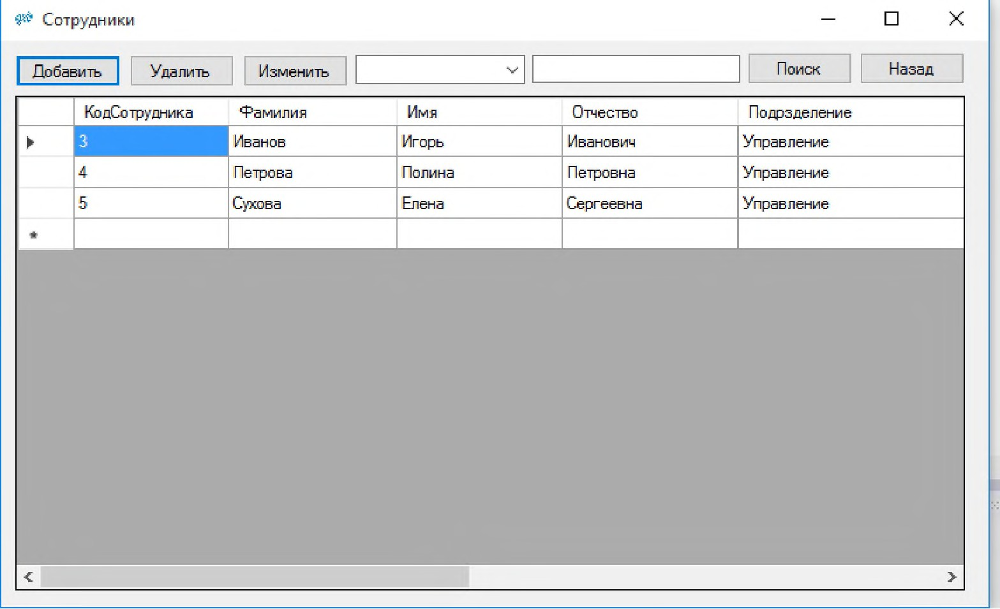 Сотрудники
Добавить Удалить Изменить Поиск Назад
КодСотрудника Фамилия Имя Отчество Подрзделение
3 Иванов Игорь Иванович Управление
4 Петрова Полина Петровна Управление
5 Сухова Елена Сергеевна Управление